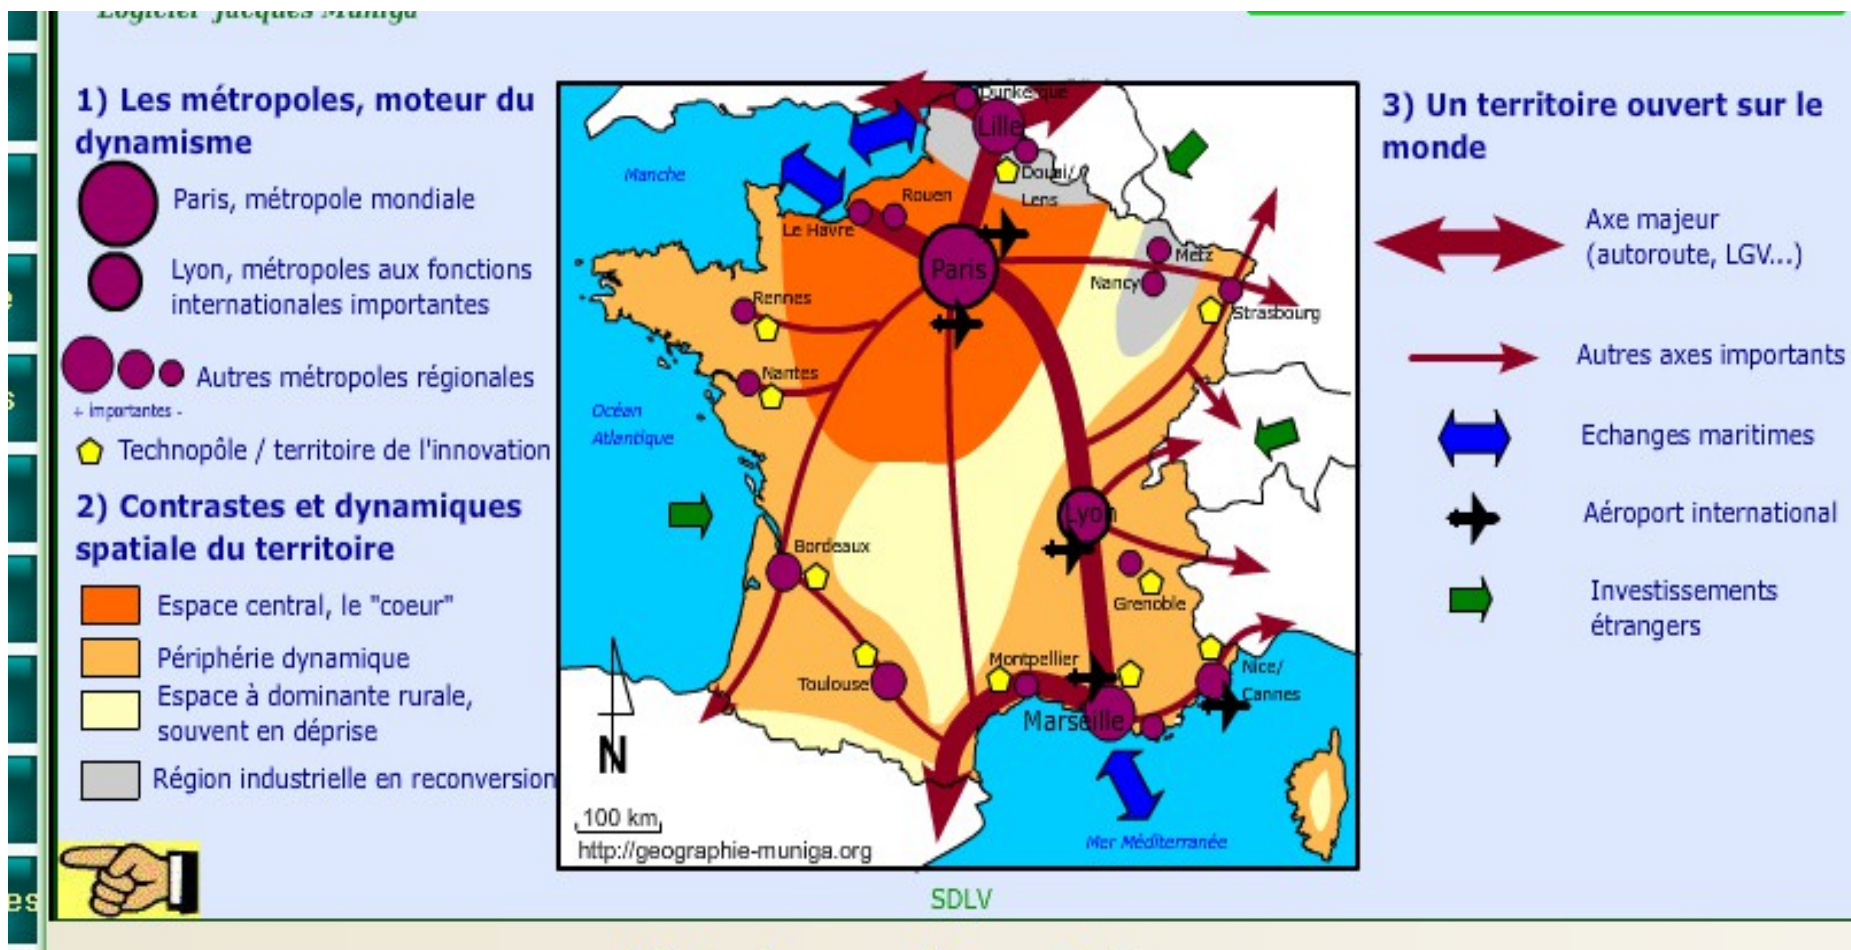 Logiciel Jacques Muniga
1) Les métropoles, moteur du
dynamisme
Paris, métropole mondiale
Lyon, métropoles aux fonctions
internationales importantes
Autres métropoles régionales
+ importantes -
Technopôle / territoire de l'innovation
2) Contrastes et dynamiques
spatiale du territoire
Espace central, le "coeur"
Périphérie dynamique
Espace à dominante rurale,
souvent en déprise
Région industrielle en reconversion
Dunkerque
Lille
Manche
Douai/
Lens
Rouen
Le Havre
Paris
Metz
Nancy
Strasbourg
Rennes
Nantes
Océan
Atlantique
Lyon
Bordeaux
Grenoble
Montpellier
Toulouse
Nice/
Cannes
Marseille
N
100 km
http://geographie-muniga.org
Mer Méditerranée
SDLV
3) Un territoire ouvert sur le
monde
Axe majeur
(autoroute, LGV...)
Autres axes importants
Echanges maritimes
Aéroport international
Investissements
étrangers
es